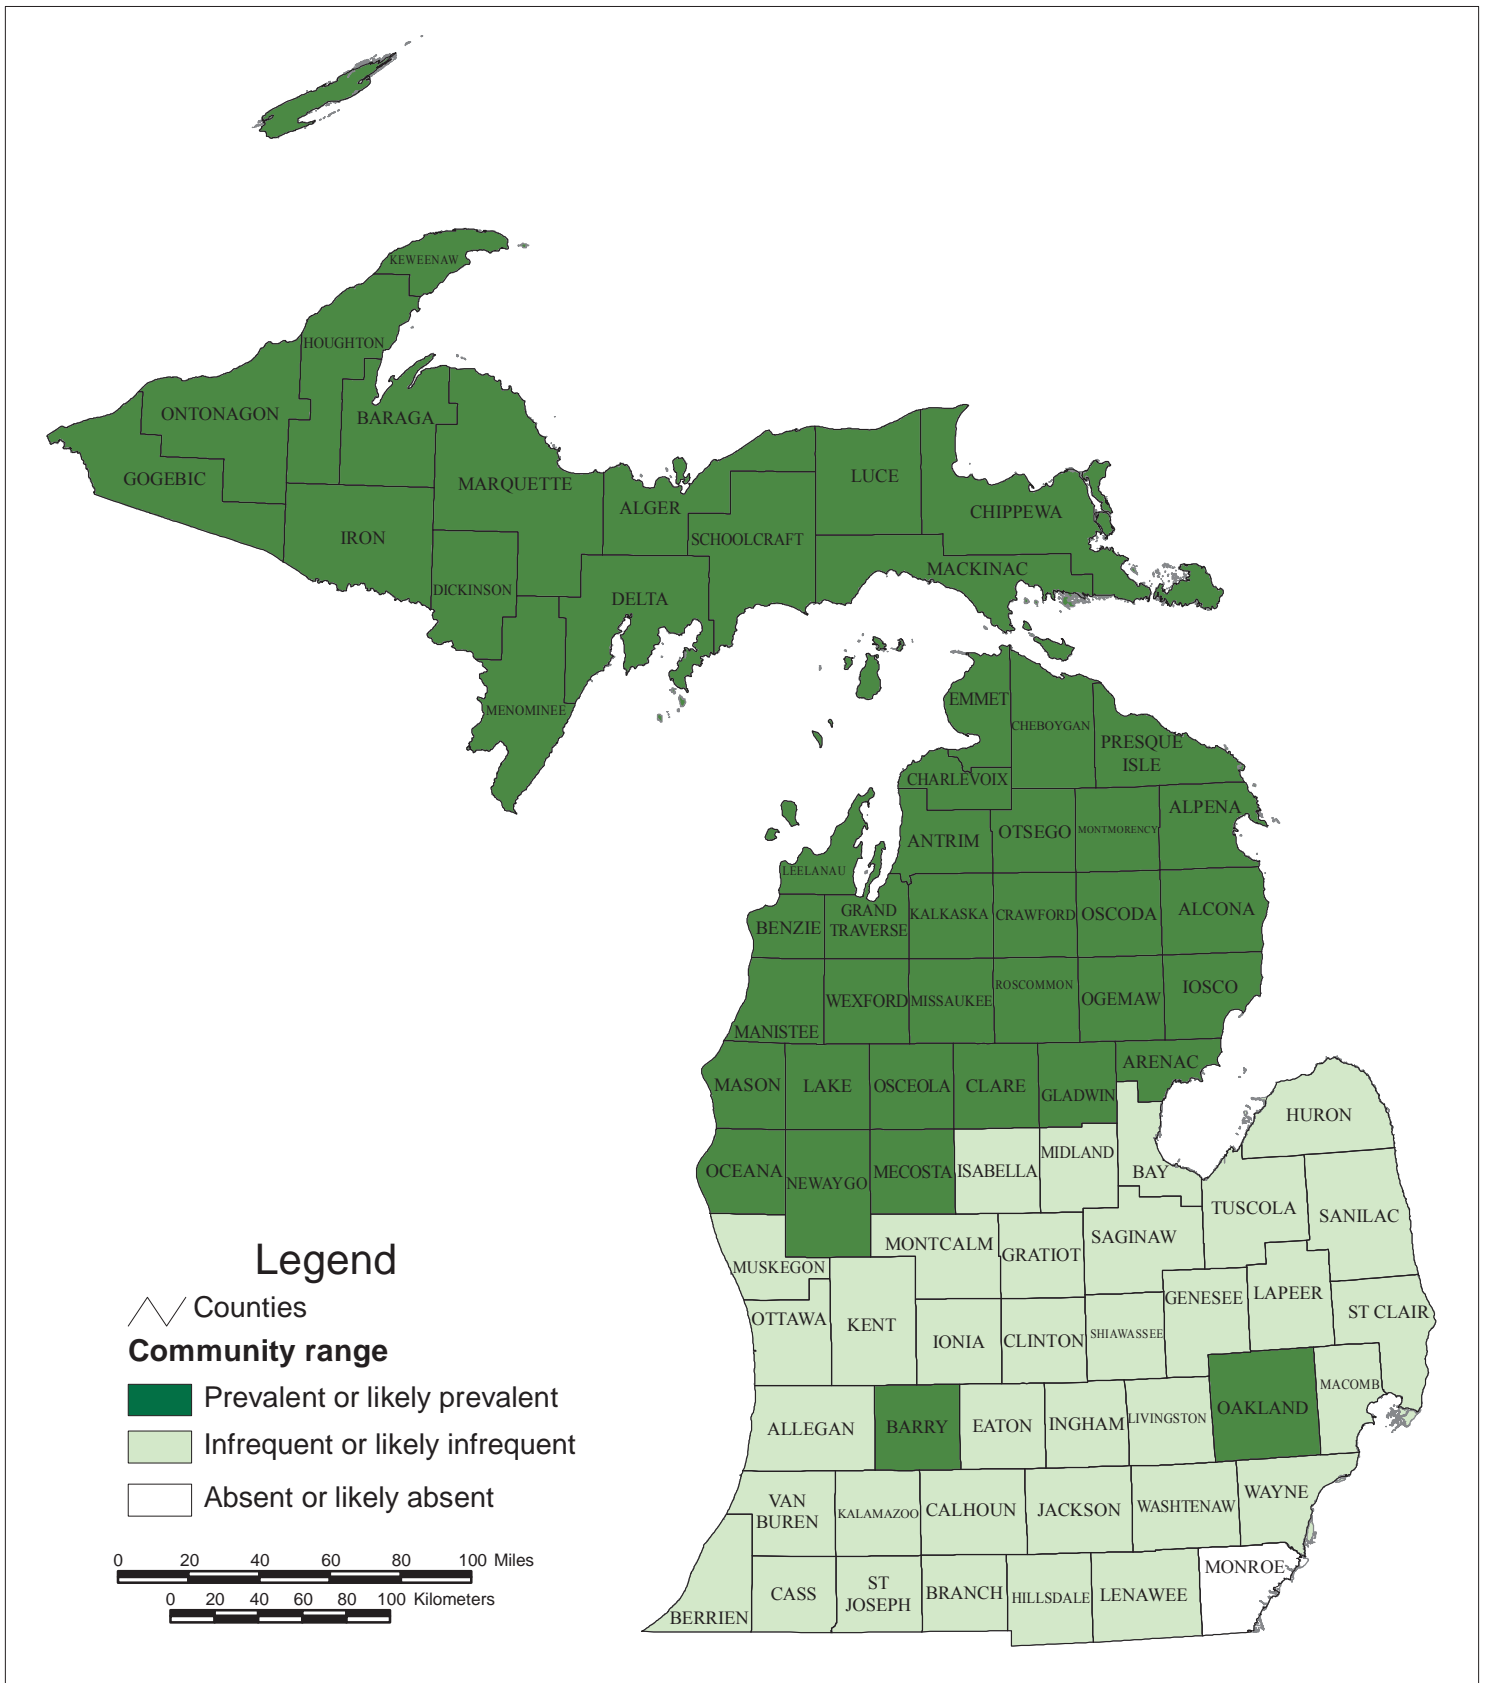 KEWEENAW
HOUGHTON
ONTONAGON
BARAGA
GOGEBIC
MARQUETTE
LUCE
ALGER
CHIPPEWA
IRON
SCHOOLCRAFT
MACKINAC
DICKINSON
DELTA
MENOMINEE
EMMET
CHEBOYGAN
PRESQUE
ISLE
CHARLEVOIX
ALPENA
ANTRIM
OTSEGO
MONTMORENCY
LEELANAU
BENZIE
GRAND
TRAVERSE
KALKASKA
CRAWFORD
OSCODA
ALCONA
MANISTEE
WEXFORD
MISSAUKEE
ROSCOMMON
OGEMAW
IOSCO
MASON
LAKE
OSCEOLA
CLARE
GLADWIN
ARENAC
HURON
OCEANA
NEWAYGO
MECOSTA
ISABELLA
MIDLAND
BAY
TUSCOLA
SANILAC
MUSKEGON
MONTCALM
GRATIOT
SAGINAW
OTTAWA
KENT
IONIA
CLINTON
SHIAWASSEE
GENESEE
LAPEER
ST CLAIR
ALLEGAN
BARRY
EATON
INGHAM
LIVINGSTON
OAKLAND
MACOMB
VAN
BUREN
KALAMAZOO
CALHOUN
JACKSON
WASHTENAW
WAYNE
BERRIEN
CASS
ST
JOSEPH
BRANCH
HILLSDALE
LENAWEE
MONROE
Legend
Counties
Community range
Prevalent or likely prevalent
Infrequent or likely infrequent
Absent or likely absent
0 20 40 60 80 100 Miles
0 20 40 60 80 100 Kilometers